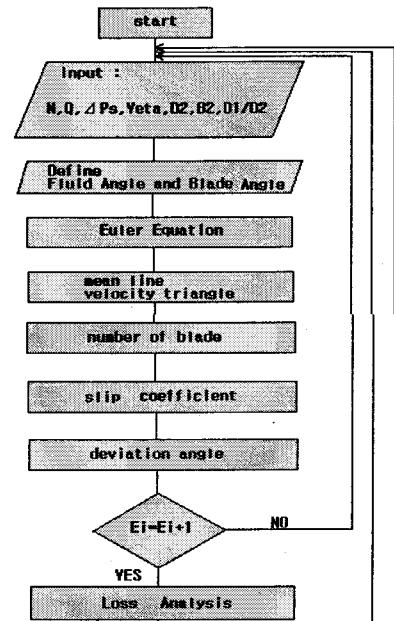 start
Input :
N,Q,⊿Ps,Yeta,D2,B2,D1/D2
Define
Fluid Angle and Blade Angle
Euler Equation
mean line
velocity triangle
number of blade
slip coefficient
deviation angle
Ei=Ei+1
NO
YES
Loss Analysis